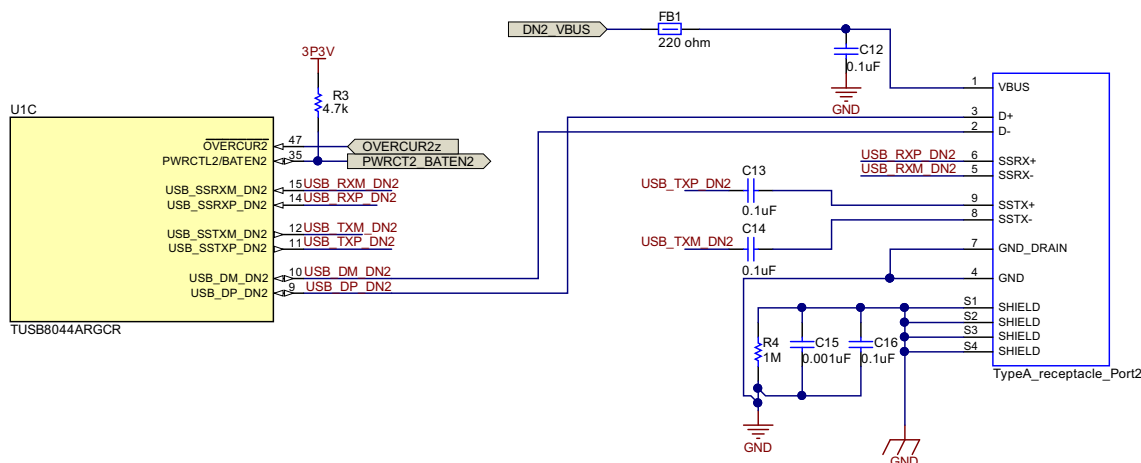 FB1
DN2_VBUS
220 ohm
C12
0.1uF
GND
3P3V
R3
4.7k
U1C
OVERCUR2 47 OVERCUR2z
PWRCTL2/BATEN2 35 PWRCT2_BATEN2
USB_SSRXM_DN2 15 USB_RXM_DN2
USB_SSRXP_DN2 14 USB_RXP_DN2
USB_SSTXM_DN2 12 USB_TXM_DN2
USB_SSTXP_DN2 11 USB_TXP_DN2
USB_DM_DN2 10 USB_DM_DN2
USB_DP_DN2 9 USB_DP_DN2
TUSB8044ARGCR
1 VBUS
3 D+
2 D-
USB_RXP_DN2 6 SSRX+
USB_RXM_DN2 5 SSRX-
C13
USB_TXP_DN2
0.1uF
9 SSTX+
8 SSTX-
C14
USB_TXM_DN2
0.1uF
7 GND_DRAIN
4 GND
S1 SHIELD
S2 SHIELD
S3 SHIELD
S4 SHIELD
R4
1M
C15
0.001uF
C16
0.1uF
TypeA_receptacle_Port2
GND
GND